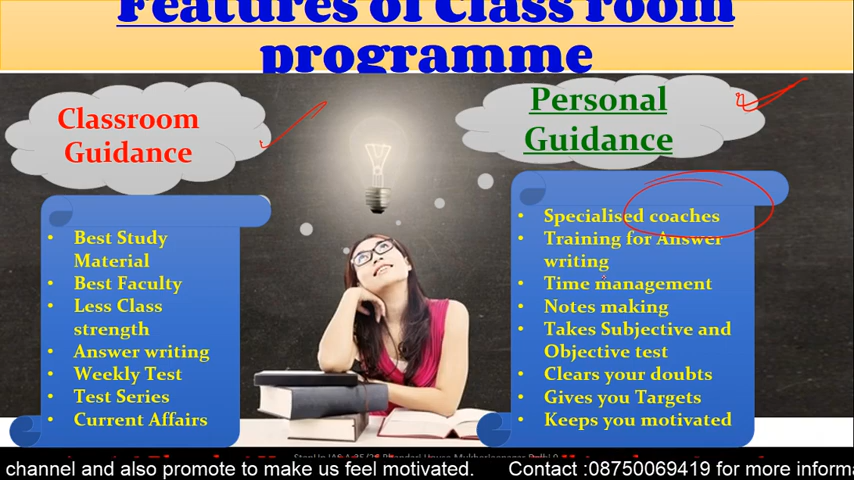 Features of Class room
programme
Classroom
Guidance
Personal
Guidance
• Best Study
Material
• Best Faculty
• Less Class
strength
• Answer writing
• Weekly Test
• Test Series
• Current Affairs
• Specialised coaches
• Training for Answer
writing
• Time management
• Notes making
• Takes Subjective and
Objective test
• Clears your doubts
• Gives you Targets
• Keeps you motivated
channel and also promote to make us feel motivated. Contact :08750069419 for more informa